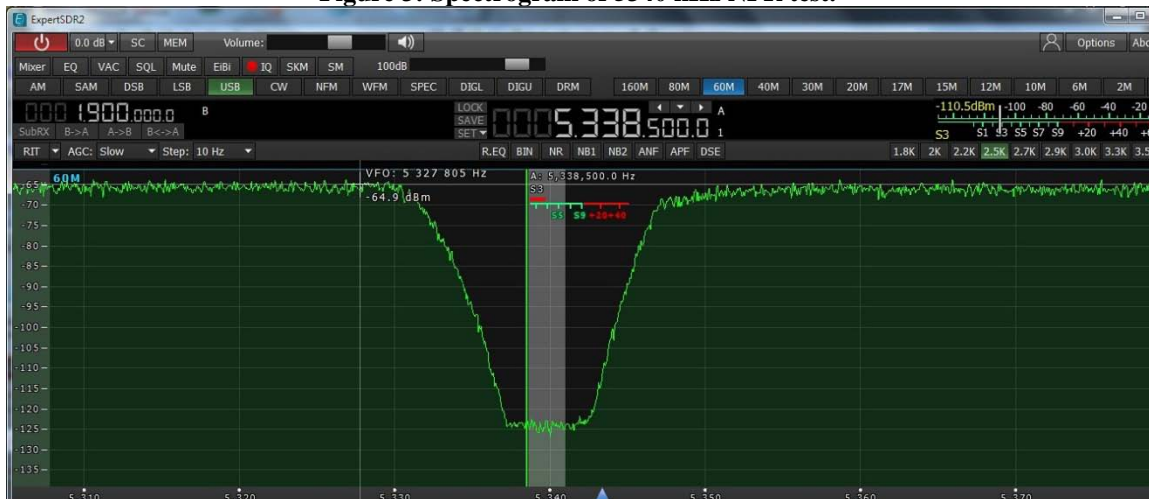 ExpertSDR2
0.0 dB SC MEM Volume: Options Abo
Mixer EQ VAC SQL Mute EiBi IQ SKM SM 100dB
AM SAM DSB LSB USB CW NFM WFM SPEC DIGL DIGU DRM 160M 80M 60M 40M 30M 20M 17M 15M 12M 10M 6M 2M
1.900.000.0 B LOCK SAVE SET 5.338.500.0 A 1 -110.5dBm -100 -80 -60 -40 -20
SubRX B->A A->B B<->A S3 S1 S3 S5 S7 S9 +20 +40
RIT AGC: Slow Step: 10 Hz R.EQ BIN NR NB1 NB2 ANF APF DSE 1.8K 2K 2.2K 2.5K 2.7K 2.9K 3.0K 3.3K 3.5
60M VFO: 5 327 805 HZ A: 5,338,500.0 Hz
-65 -64.9 dBm S3
-70 S5 S9 +20+40
-75
-80
-85
-90
-95
-100
-105
-110
-115
-120
-125
-130
-135
5.310 5.320 5.330 5.340 5.350 5.360 5.370